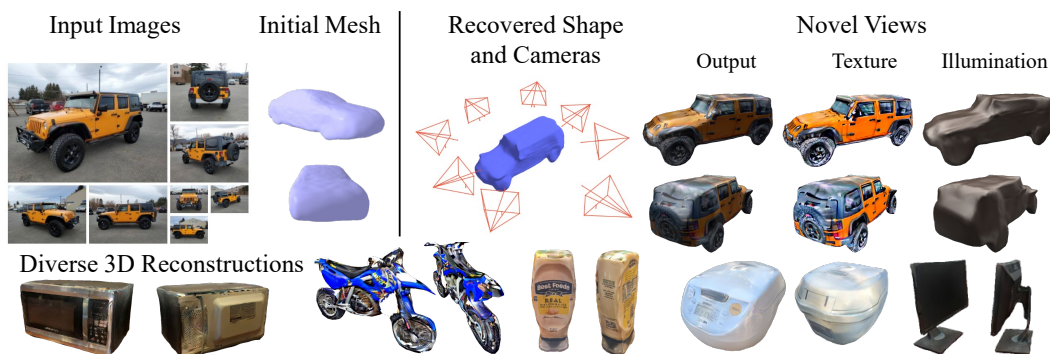 Input Images
Initial Mesh
Recovered Shape
and Cameras
Novel Views
Output
Texture
Illumination
Diverse 3D Reconstructions
Best Foods
REAL